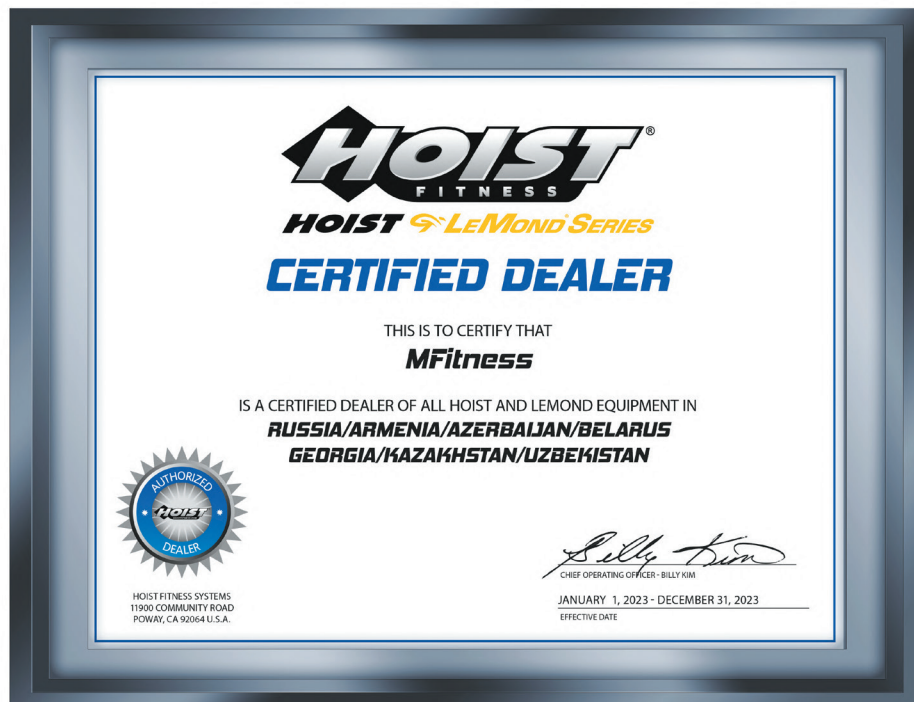 HOIST®
FITNESS
HOIST LEMOND® SERIES
CERTIFIED DEALER
THIS IS TO CERTIFY THAT
MFitness
IS A CERTIFIED DEALER OF ALL HOIST AND LEMOND EQUIPMENT IN
RUSSIA/ARMENIA/AZERBAIJAN/BELARUS
GEORGIA/KAZAKHSTAN/UZBEKISTAN
AUTHORIZED
HOIST
DEALER
HOIST FITNESS SYSTEMS
11900 COMMUNITY ROAD
POWAY, CA 92064 U.S.A.
Billy Kim
CHIEF OPERATING OFFICER - BILLY KIM
JANUARY 1, 2023 - DECEMBER 31, 2023
EFFECTIVE DATE